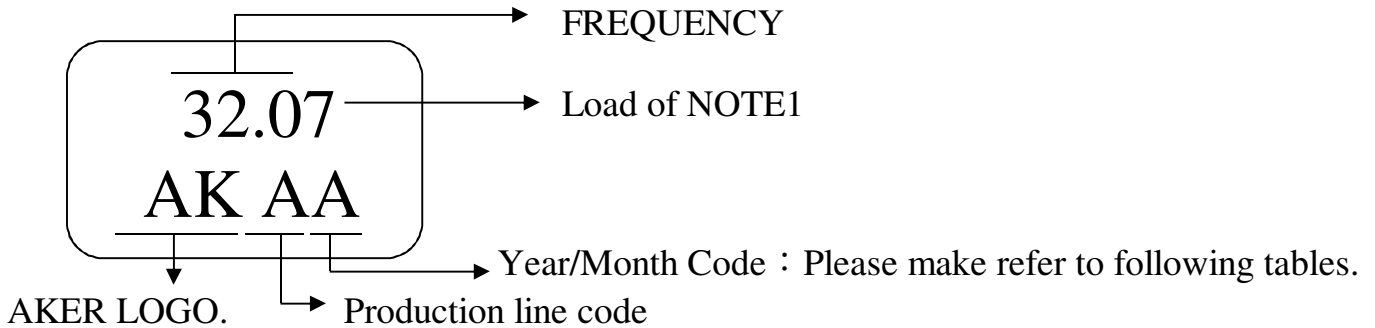 FREQUENCY
32.07
Load of NOTE1
AK AA
Year/Month Code：Please make refer to following tables.
AKER LOGO.
Production line code